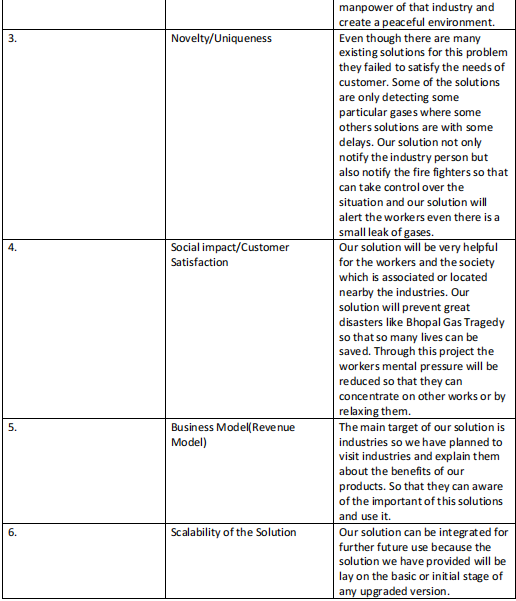 manpower of that industry and
create a peaceful environment.
3.
Novelty/Uniqueness
Even though there are many
existing solutions for this problem
they failed to satisfy the needs of
customer. Some of the solutions
are only detecting some
particular gases where some
others solutions are with some
delays. Our solution not only
notify the industry person but
also notify the fire fighters so that
can take control over the
situation and our solution will
alert the workers even there is a
small leak of gases.
4.
Social impact/Customer
Satisfaction
Our solution will be very helpful
for the workers and the society
which is associated or located
nearby the industries. Our
solution will prevent great
disasters like Bhopal Gas Tragedy
so that so many lives can be
saved. Through this project the
workers mental pressure will be
reduced so that they can
concentrate on other works or by
relaxing them.
5.
Business Model(Revenue
Model)
The main target of our solution is
industries so we have planned to
visit industries and explain them
about the benefits of our
products. So that they can aware
of the important of this solutions
and use it.
6.
Scalability of the Solution
Our solution can be integrated for
further future use because the
solution we have provided will be
lay on the basic or initial stage of
any upgraded version.